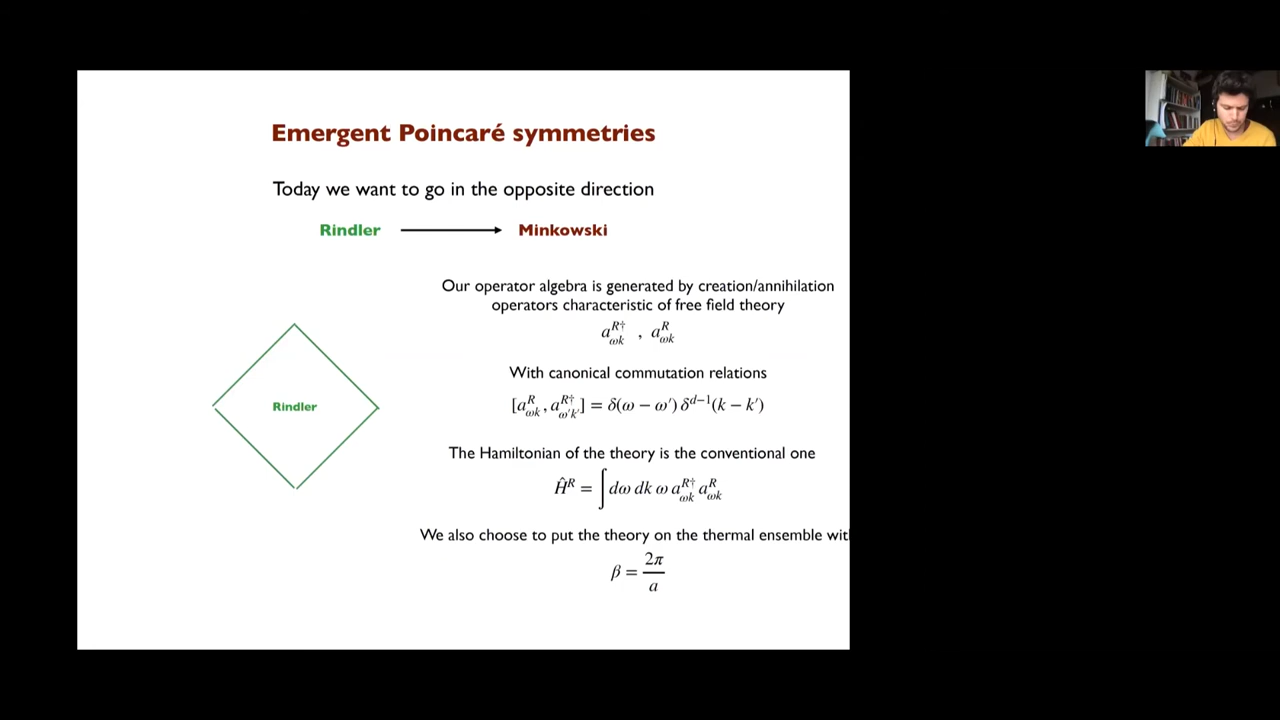 Emergent Poincaré symmetries
Today we want to go in the opposite direction
Rindler Minkowski
Our operator algebra is generated by creation/annihilation
operators characteristic of free field theory
a^{R†}_{ωk} , a^{R}_{ωk}
With canonical commutation relations
[a^{R}_{ωk}, a^{R†}_{ω′k′}] = δ(ω − ω′) δ^{d−1}(k − k′)
Rindler
The Hamiltonian of the theory is the conventional one
Ĥ^{R} = ∫ dω dk ω a^{R†}_{ωk} a^{R}_{ωk}
We also choose to put the theory on the thermal ensemble wit
β = 2π/a